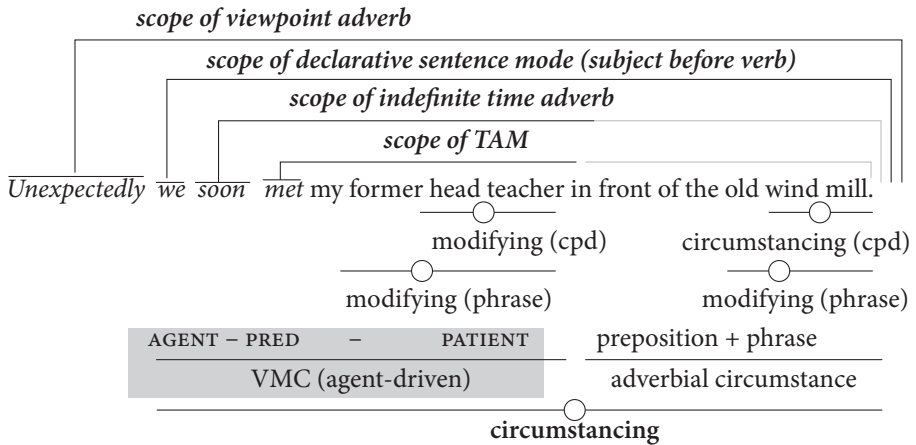 scope of viewpoint adverb
scope of declarative sentence mode (subject before verb)
scope of indefinite time adverb
scope of TAM
Unexpectedly we soon met my former head teacher in front of the old wind mill.
modifying (cpd) circumstancing (cpd)
modifying (phrase) modifying (phrase)
AGENT – PRED – PATIENT preposition + phrase
VMC (agent-driven) adverbial circumstance
circumstancing